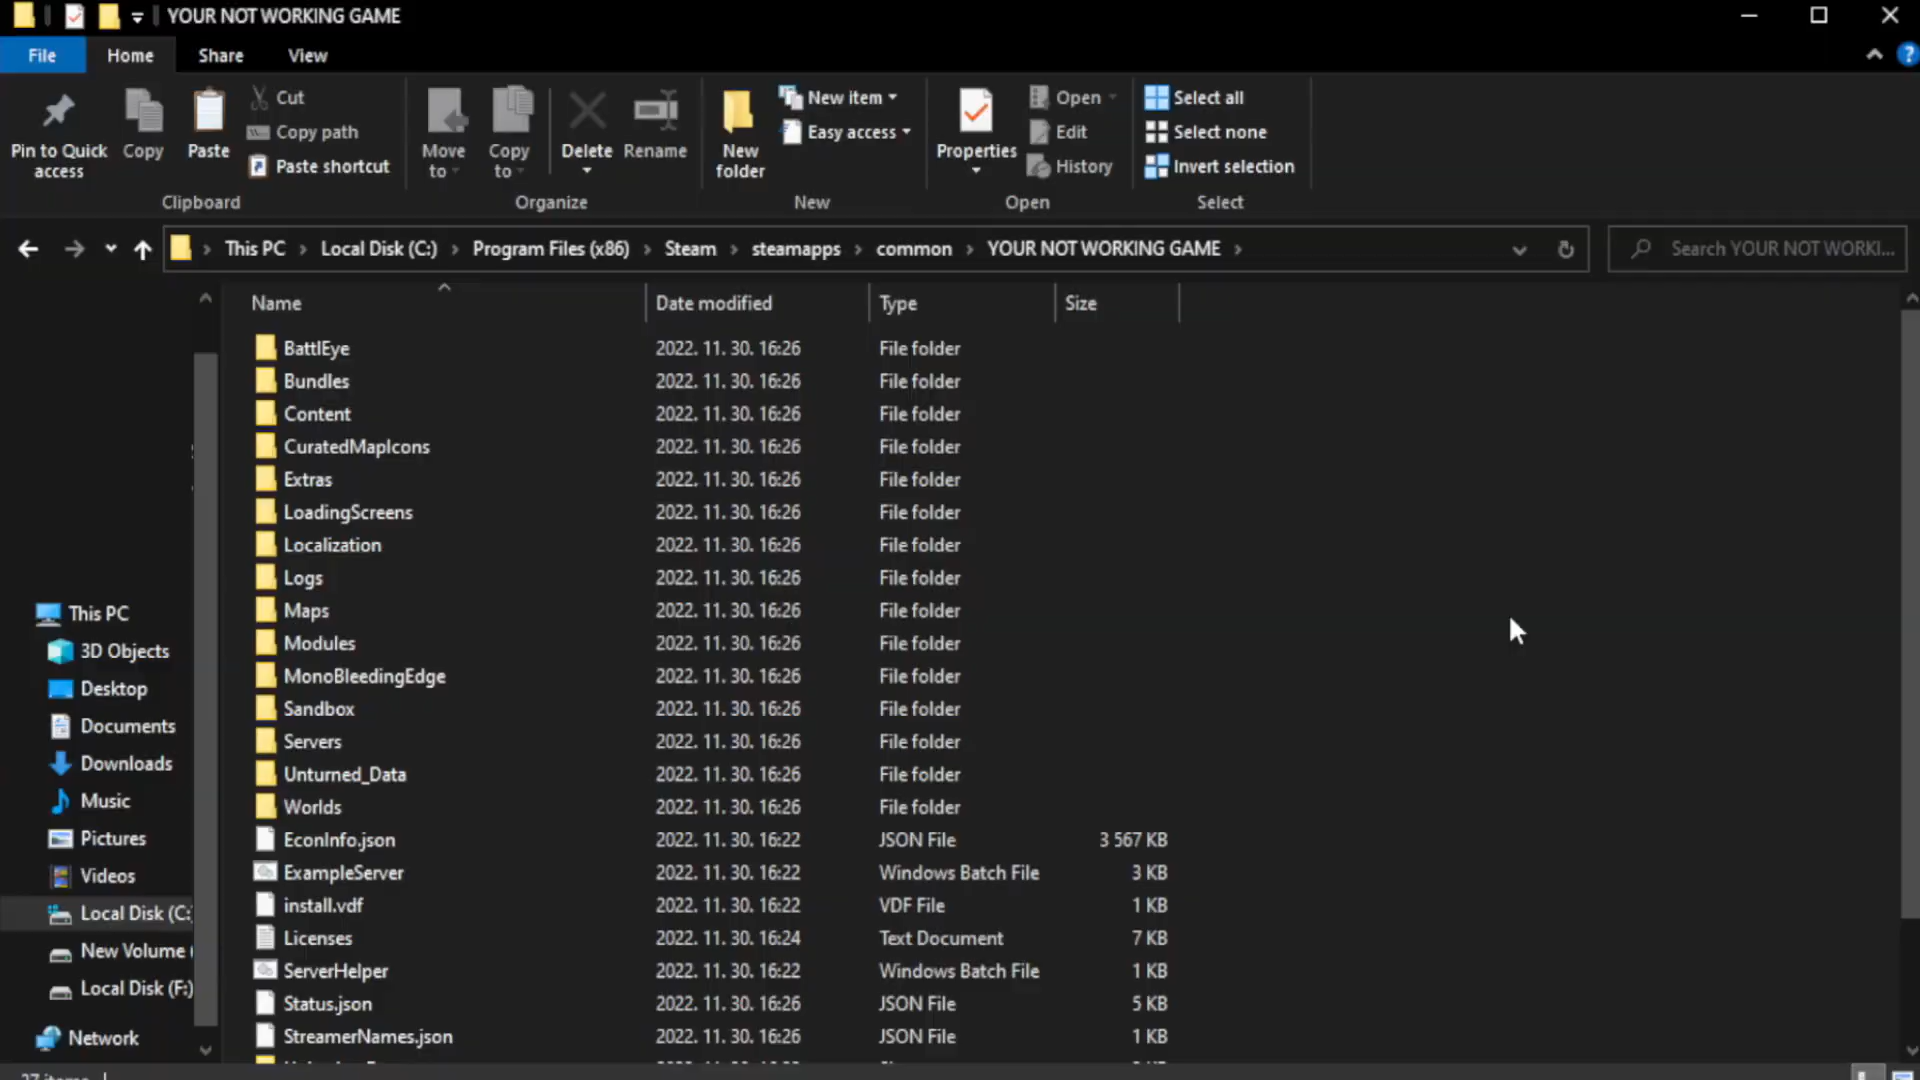 YOUR NOT WORKING GAME
File Home Share View
Pin to Quick access
Copy
Paste
Cut
Copy path
Paste shortcut
Clipboard
Move to
Copy to
Delete
Rename
Organize
New folder
New item
Easy access
New
Properties
Open
Edit
History
Open
Select all
Select none
Invert selection
Select
This PC > Local Disk (C:) > Program Files (x86) > Steam > steamapps > common > YOUR NOT WORKING GAME >
Search YOUR NOT WORKI...
This PC
3D Objects
Desktop
Documents
Downloads
Music
Pictures
Videos
Local Disk (C:
New Volume (
Local Disk (F:)
Network
Name Date modified Type Size
BattlEye 2022. 11. 30. 16:26 File folder
Bundles 2022. 11. 30. 16:26 File folder
Content 2022. 11. 30. 16:26 File folder
CuratedMapIcons 2022. 11. 30. 16:26 File folder
Extras 2022. 11. 30. 16:26 File folder
LoadingScreens 2022. 11. 30. 16:26 File folder
Localization 2022. 11. 30. 16:26 File folder
Logs 2022. 11. 30. 16:26 File folder
Maps 2022. 11. 30. 16:26 File folder
Modules 2022. 11. 30. 16:26 File folder
MonoBleedingEdge 2022. 11. 30. 16:26 File folder
Sandbox 2022. 11. 30. 16:26 File folder
Servers 2022. 11. 30. 16:26 File folder
Unturned_Data 2022. 11. 30. 16:26 File folder
Worlds 2022. 11. 30. 16:26 File folder
EconInfo.json 2022. 11. 30. 16:22 JSON File 3 567 KB
ExampleServer 2022. 11. 30. 16:22 Windows Batch File 3 KB
install.vdf 2022. 11. 30. 16:22 VDF File 1 KB
Licenses 2022. 11. 30. 16:24 Text Document 7 KB
ServerHelper 2022. 11. 30. 16:22 Windows Batch File 1 KB
Status.json 2022. 11. 30. 16:26 JSON File 5 KB
StreamerNames.json 2022. 11. 30. 16:26 JSON File 1 KB